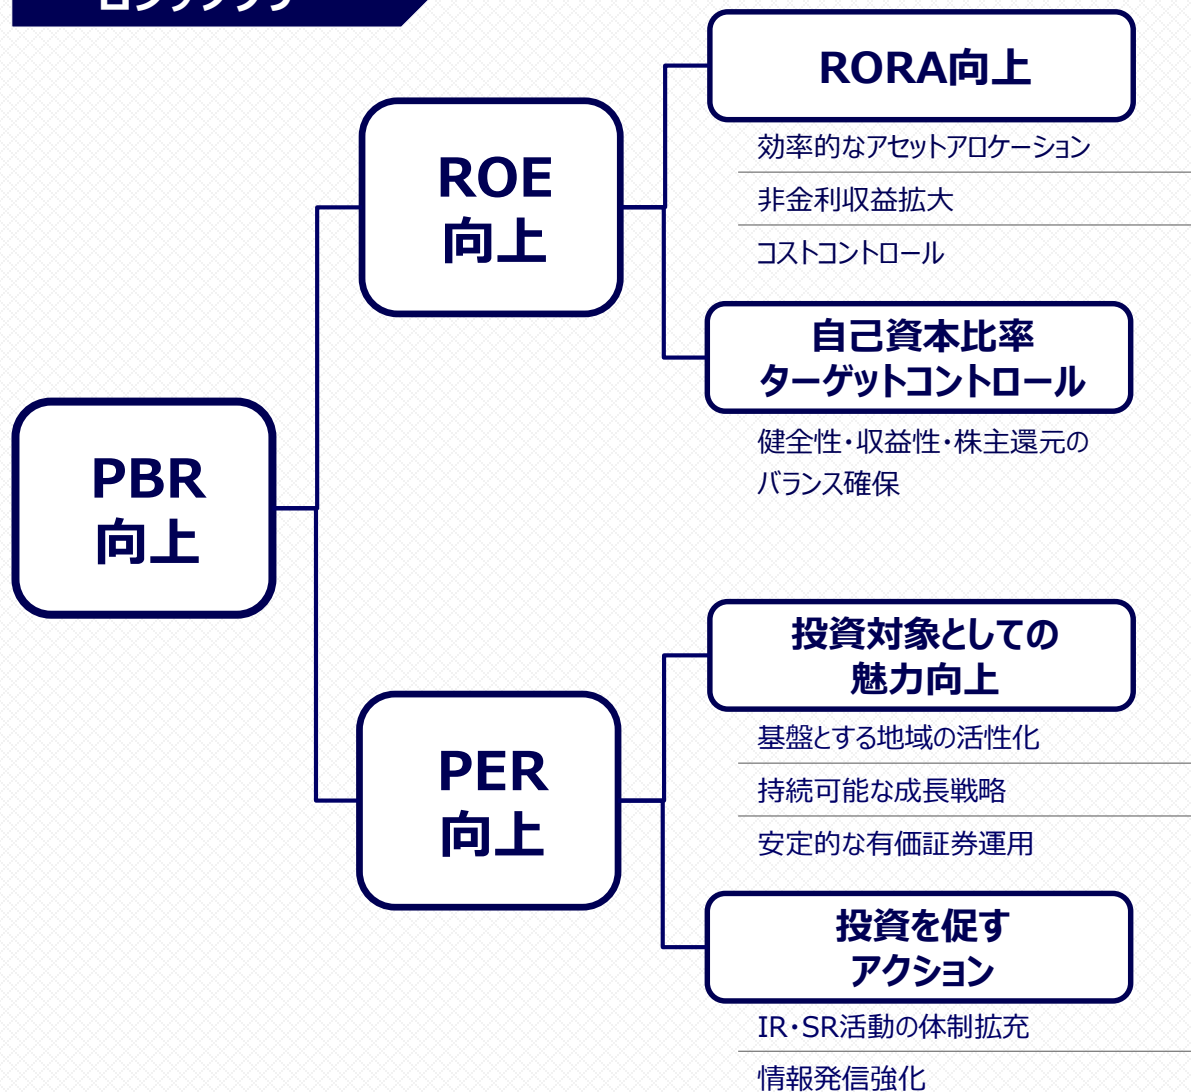 ロジックツリー
PBR
向上
ROE
向上
RORA向上
効率的なアセットアロケーション
非金利収益拡大
コストコントロール
自己資本比率
ターゲットコントロール
健全性・収益性・株主還元の
バランス確保
PER
向上
投資対象としての
魅力向上
基盤とする地域の活性化
持続可能な成長戦略
安定的な有価証券運用
投資を促す
アクション
IR・SR活動の体制拡充
情報発信強化